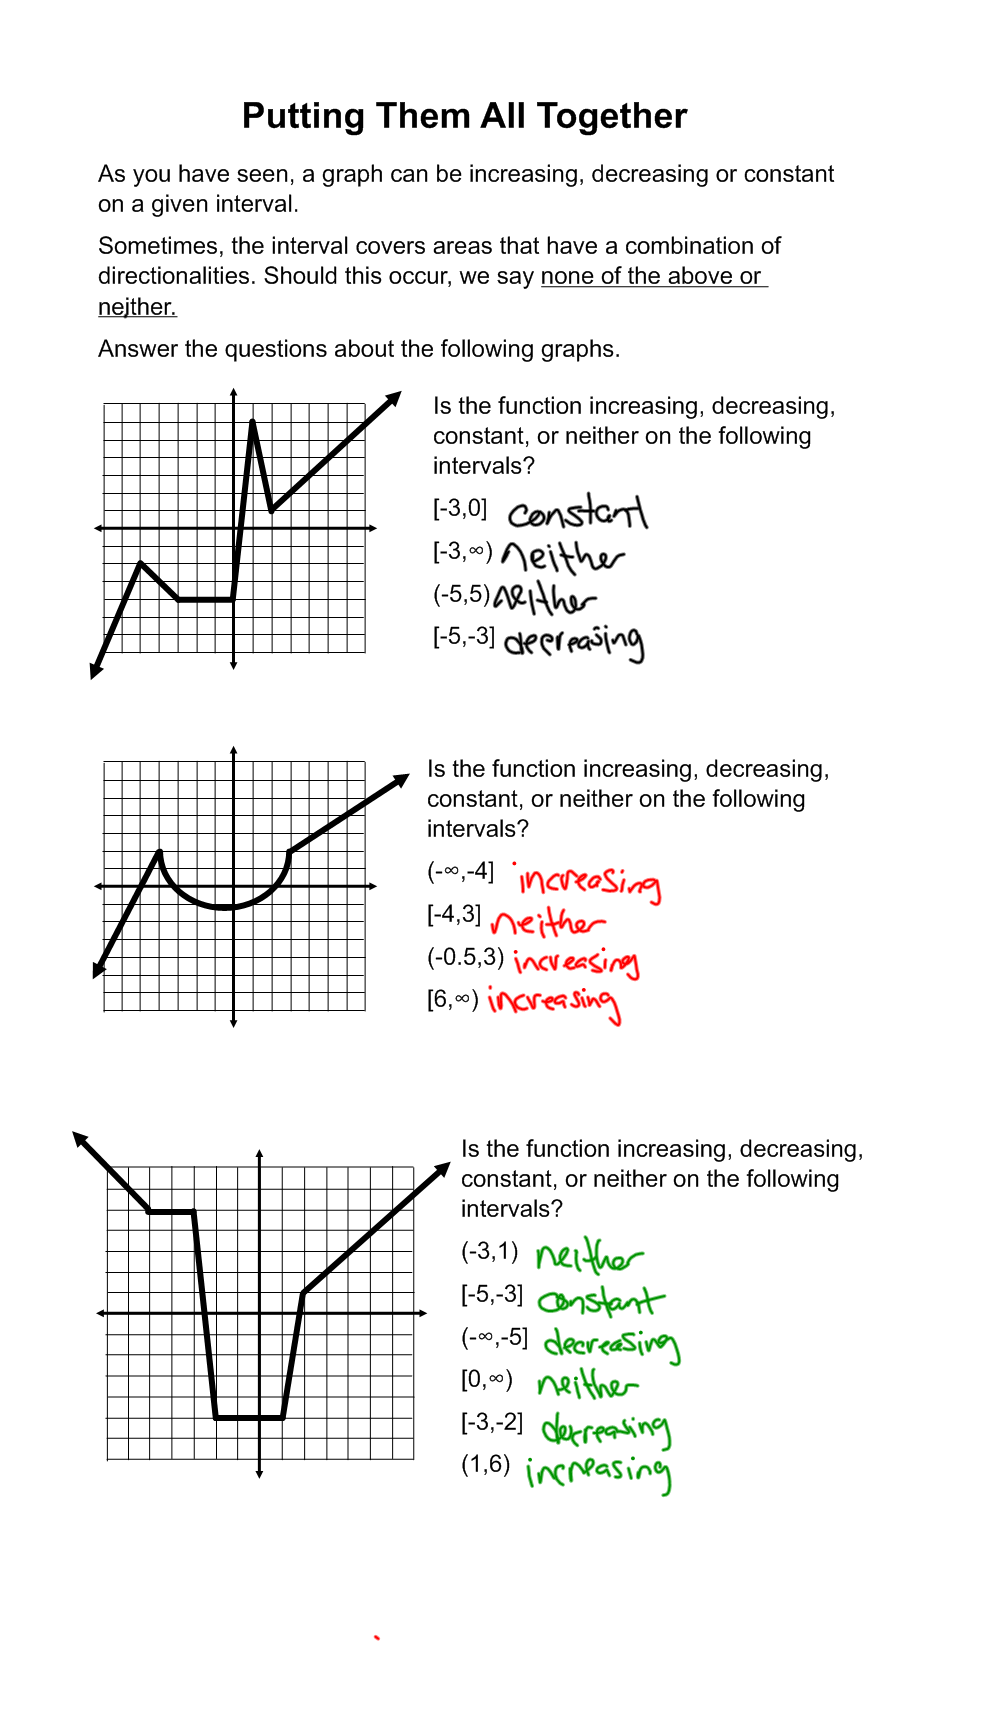 Putting Them All Together
As you have seen, a graph can be increasing, decreasing or constant
on a given interval.
Sometimes, the interval covers areas that have a combination of
directionalities. Should this occur, we say none of the above or
neither.
Answer the questions about the following graphs.
Is the function increasing, decreasing,
constant, or neither on the following
intervals?
[-3,0] constant
[-3,∞) neither
(-5,5) neither
[-5,-3] decreasing
Is the function increasing, decreasing,
constant, or neither on the following
intervals?
(-∞,-4] increasing
[-4,3] neither
(-0.5,3) increasing
[6,∞) increasing
Is the function increasing, decreasing,
constant, or neither on the following
intervals?
(-3,1) neither
[-5,-3] constant
(-∞,-5] decreasing
[0,∞) neither
[-3,-2] decreasing
(1,6) increasing